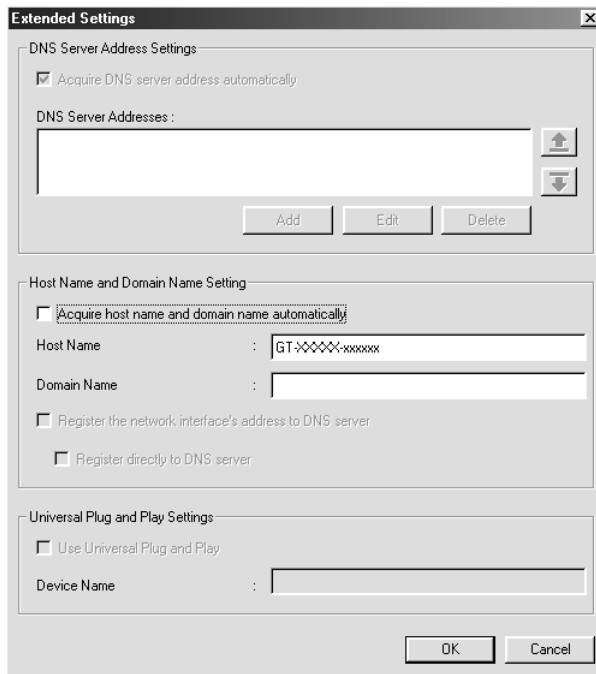 Extended Settings
DNS Server Address Settings
Acquire DNS server address automatically
DNS Server Addresses :
Add Edit Delete
Host Name and Domain Name Setting
Acquire host name and domain name automatically
Host Name : GT-XXXXX-xxxxxx
Domain Name :
Register the network interface's address to DNS server
Register directly to DNS server
Universal Plug and Play Settings
Use Universal Plug and Play
Device Name :
OK Cancel